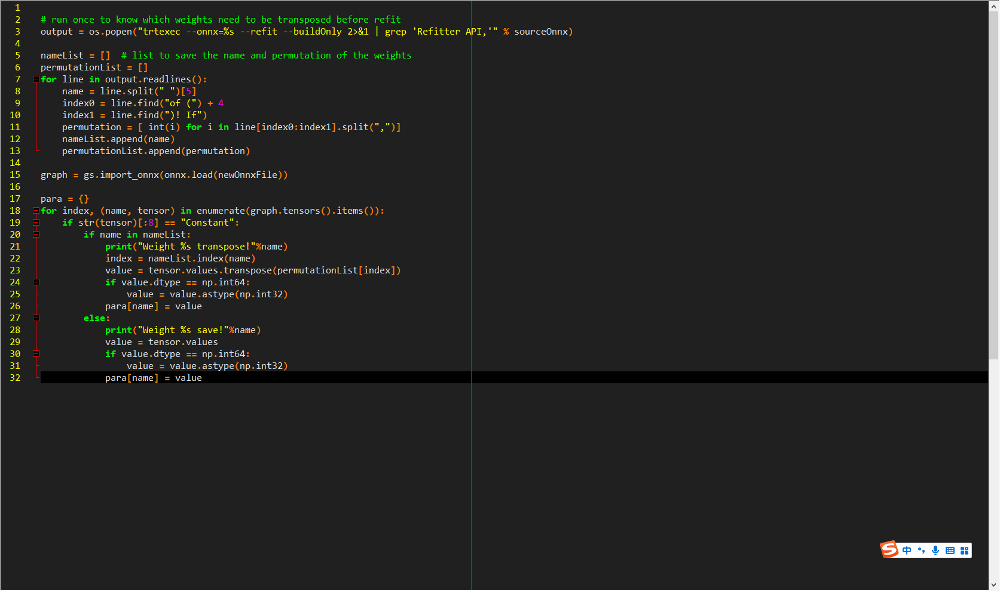 1
2 # run once to know which weights need to be transposed before refit
3 output = os.popen("trtexec --onnx=%s --refit --buildOnly 2>&1 | grep 'Refitter API,'" % sourceOnnx)
4
5 nameList = []  # list to save the name and permutation of the weights
6 permutationList = []
7 for line in output.readlines():
8     name = line.split(" ")[5]
9     index0 = line.find("of (") + 4
10     index1 = line.find(")! If")
11     permutation = [ int(i) for i in line[index0:index1].split(",")]
12     nameList.append(name)
13     permutationList.append(permutation)
14
15 graph = gs.import_onnx(onnx.load(newOnnxFile))
16
17 para = {}
18 for index, (name, tensor) in enumerate(graph.tensors().items()):
19     if str(tensor)[:8] == "Constant":
20         if name in nameList:
21             print("Weight %s transpose!"%name)
22             index = nameList.index(name)
23             value = tensor.values.transpose(permutationList[index])
24             if value.dtype == np.int64:
25                 value = value.astype(np.int32)
26             para[name] = value
27         else:
28             print("Weight %s save!"%name)
29             value = tensor.values
30             if value.dtype == np.int64:
31                 value = value.astype(np.int32)
32             para[name] = value
S 中 °,